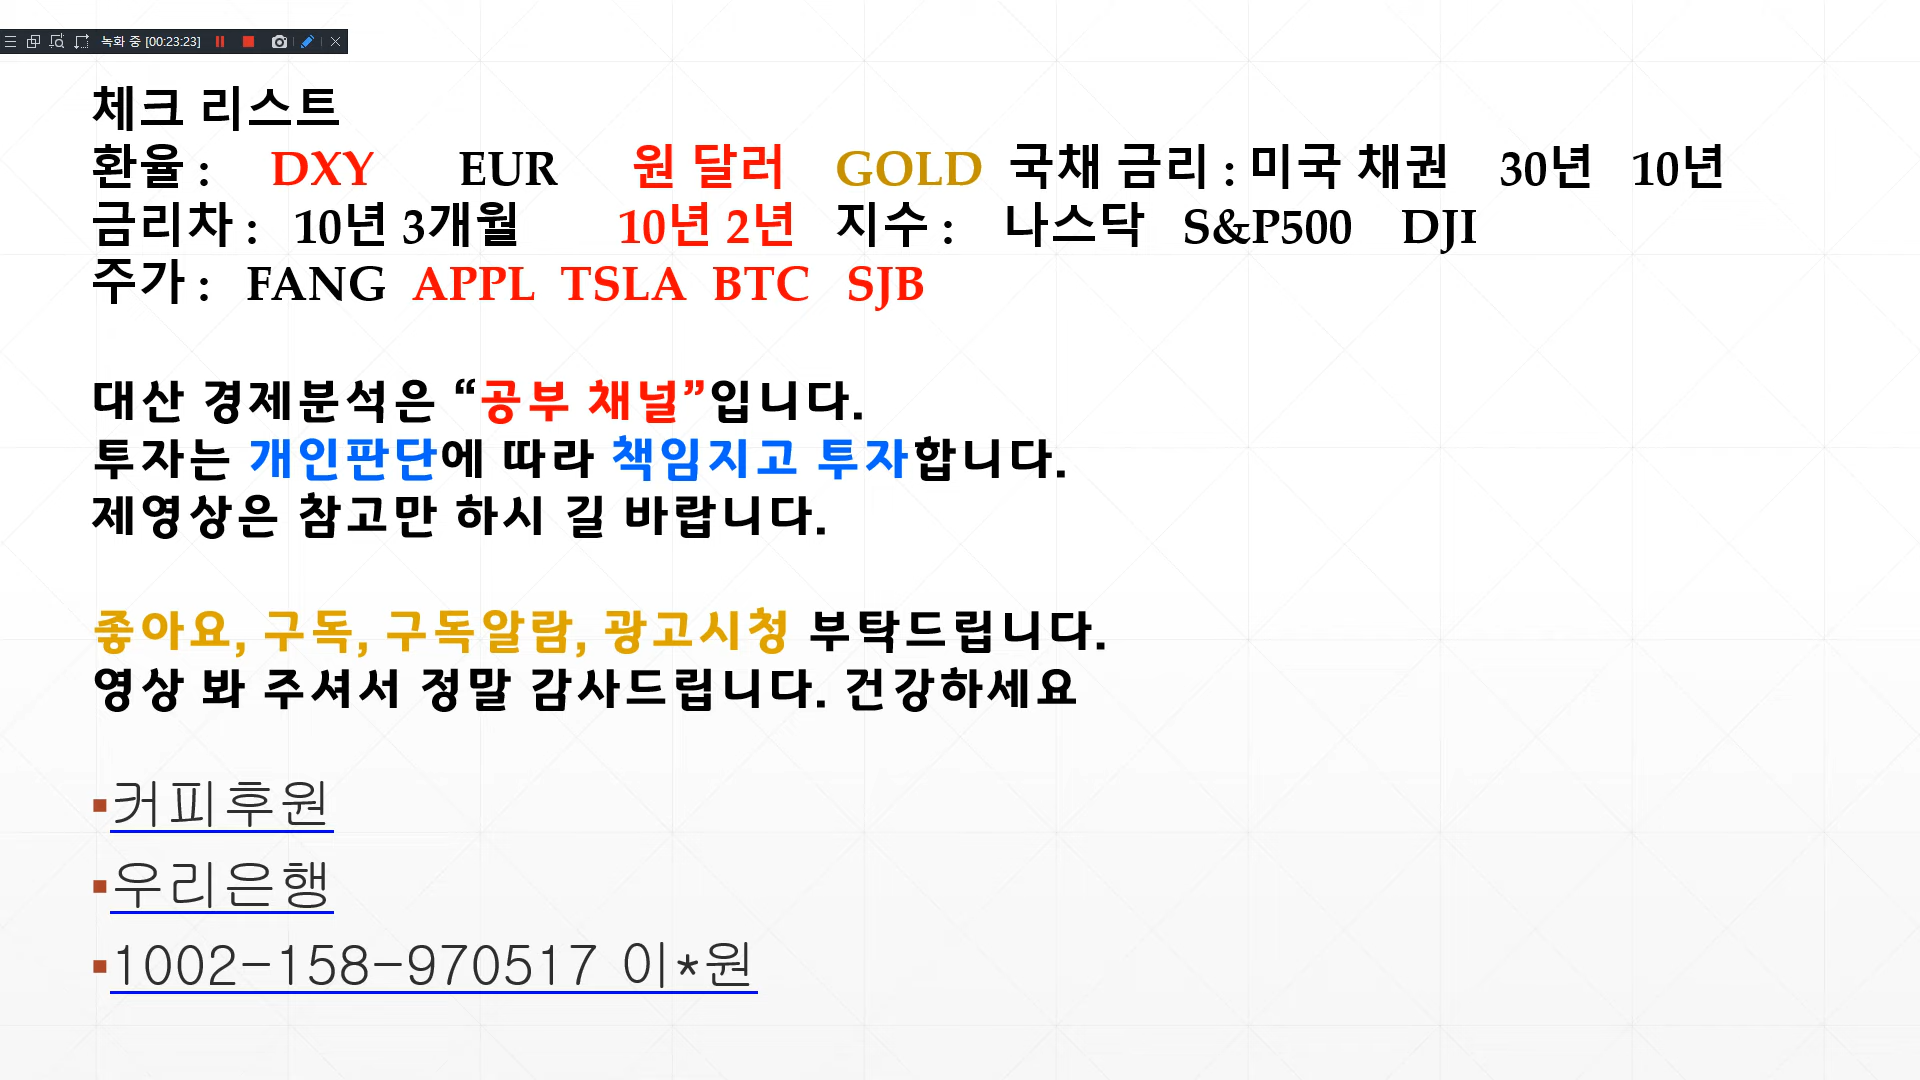 녹화 중 [00:23:23]
체크 리스트
환율 : DXY EUR 원 달러 GOLD 국채 금리 : 미국 채권 30년 10년
금리차 : 10년 3개월 10년 2년 지수 : 나스닥 S&P500 DJI
주가 : FANG APPL TSLA BTC SJB
대산 경제분석은 “공부 채널”입니다.
투자는 개인판단에 따라 책임지고 투자합니다.
제영상은 참고만 하시 길 바랍니다.
좋아요, 구독, 구독알람, 광고시청 부탁드립니다.
영상 봐 주셔서 정말 감사드립니다. 건강하세요
▪커피후원
▪우리은행
▪1002-158-970517 이*원